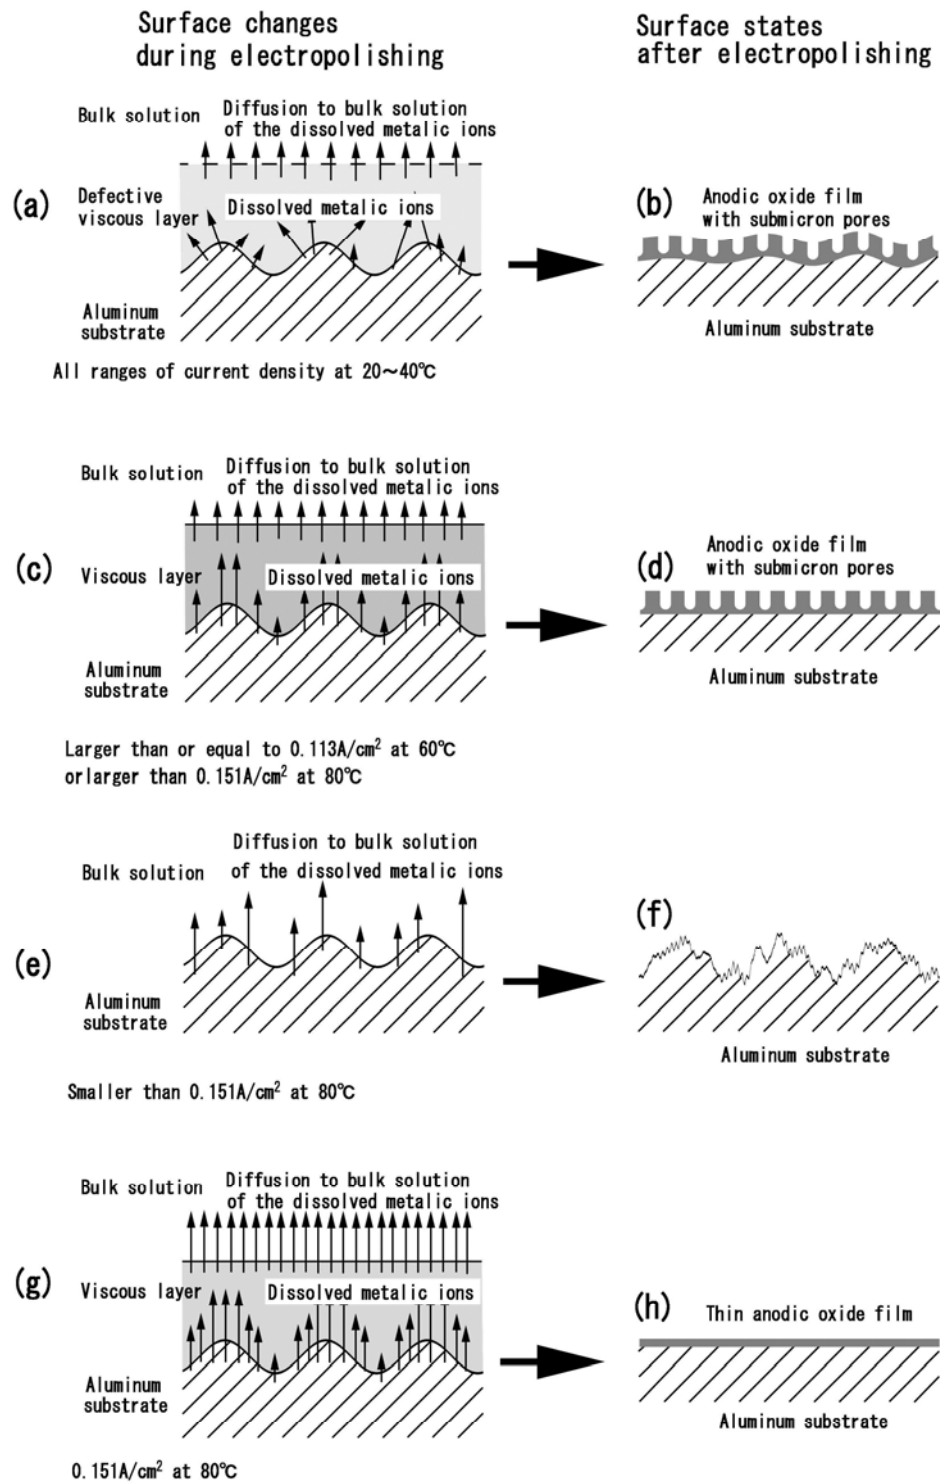 Surface changes
during electropolishing
Surface states
after electropolishing
Bulk solution
Diffusion to bulk solution
of the dissolved metalic ions
(a)
Defective
viscous layer
Dissolved metalic ions
Aluminum
substrate
All ranges of current density at 20～40℃
(b)
Anodic oxide film
with submicron pores
Aluminum substrate
Bulk solution
Diffusion to bulk solution
of the dissolved metalic ions
(c)
Viscous layer
Dissolved metalic ions
Aluminum
substrate
Larger than or equal to 0.113A/cm² at 60℃
orlarger than 0.151A/cm² at 80℃
(d)
Anodic oxide film
with submicron pores
Aluminum substrate
Bulk solution
Diffusion to bulk solution
of the dissolved metalic ions
(e)
Aluminum
substrate
Smaller than 0.151A/cm² at 80℃
(f)
Aluminum substrate
Bulk solution
Diffusion to bulk solution
of the dissolved metalic ions
(g)
Viscous layer
Dissolved metalic ions
Aluminum
substrate
0.151A/cm² at 80℃
(h)
Thin anodic oxide film
Aluminum substrate